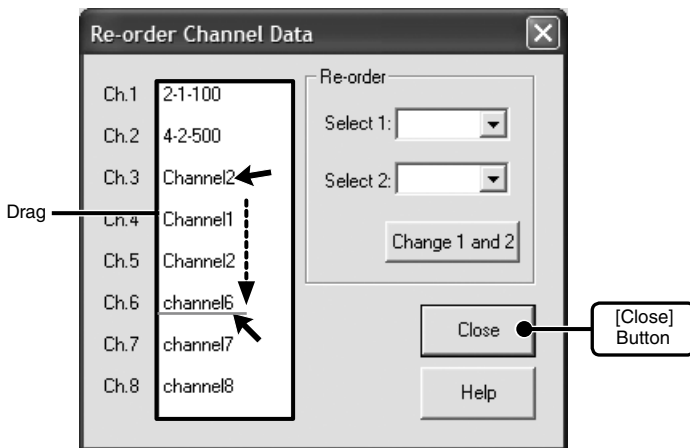 Re-order Channel Data
Ch.1 2-1-100
Ch.2 4-2-500
Ch.3 Channel2
Ch.4 Channel1
Ch.5 Channel2
Ch.6 channel6
Ch.7 channel7
Ch.8 channel8
Drag
Re-order
Select 1:
Select 2:
Change 1 and 2
Close
Help
[Close]
Button